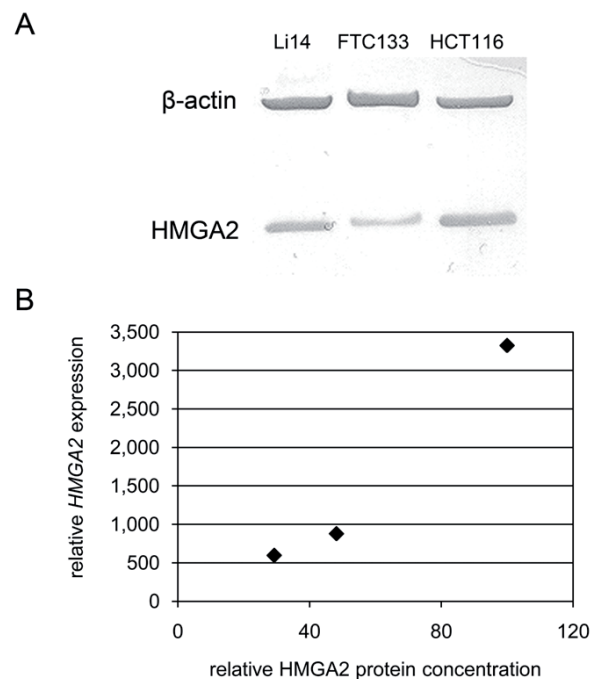 A
Li14 FTC133 HCT116
β-actin
HMGA2
B
relative HMGA2 expression
3,500
3,000
2,500
2,000
1,500
1,000
500
0
0 40 80 120
relative HMGA2 protein concentration